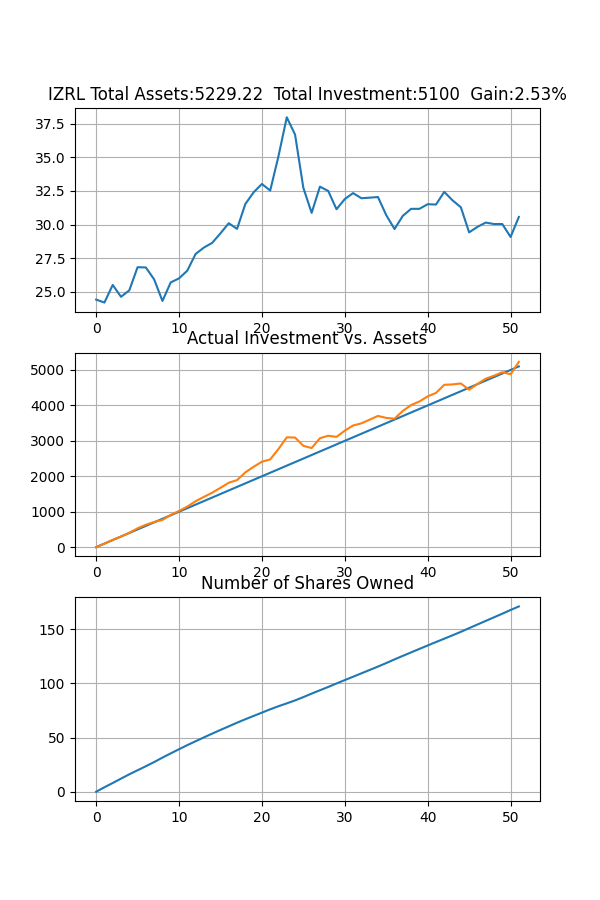 IZRL Total Assets:5229.22  Total Investment:5100  Gain:2.53%
37.5
35.0
32.5
30.0
27.5
25.0
0 10 20 30 40 50
Actual Investment vs. Assets
5000
4000
3000
2000
1000
0
0 10 20 30 40 50
Number of Shares Owned
150
100
50
0
0 10 20 30 40 50